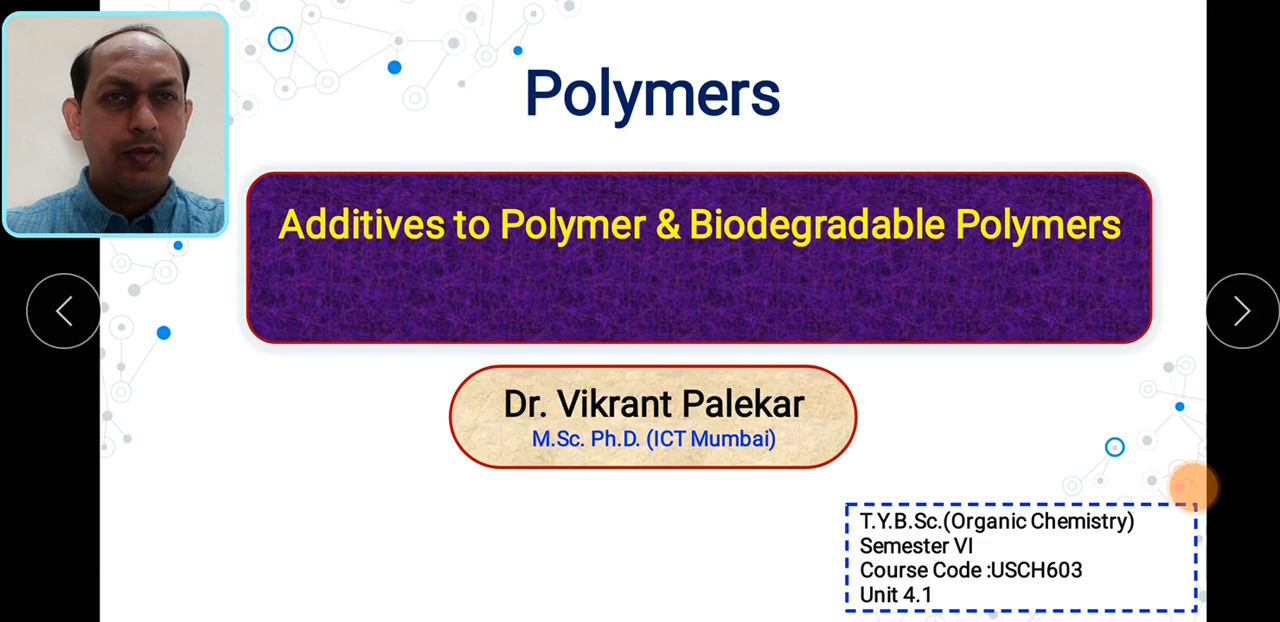 Polymers
Additives to Polymer & Biodegradable Polymers
Dr. Vikrant Palekar
M.Sc. Ph.D. (ICT Mumbai)
T.Y.B.Sc.(Organic Chemistry)
Semester VI
Course Code :USCH603
Unit 4.1